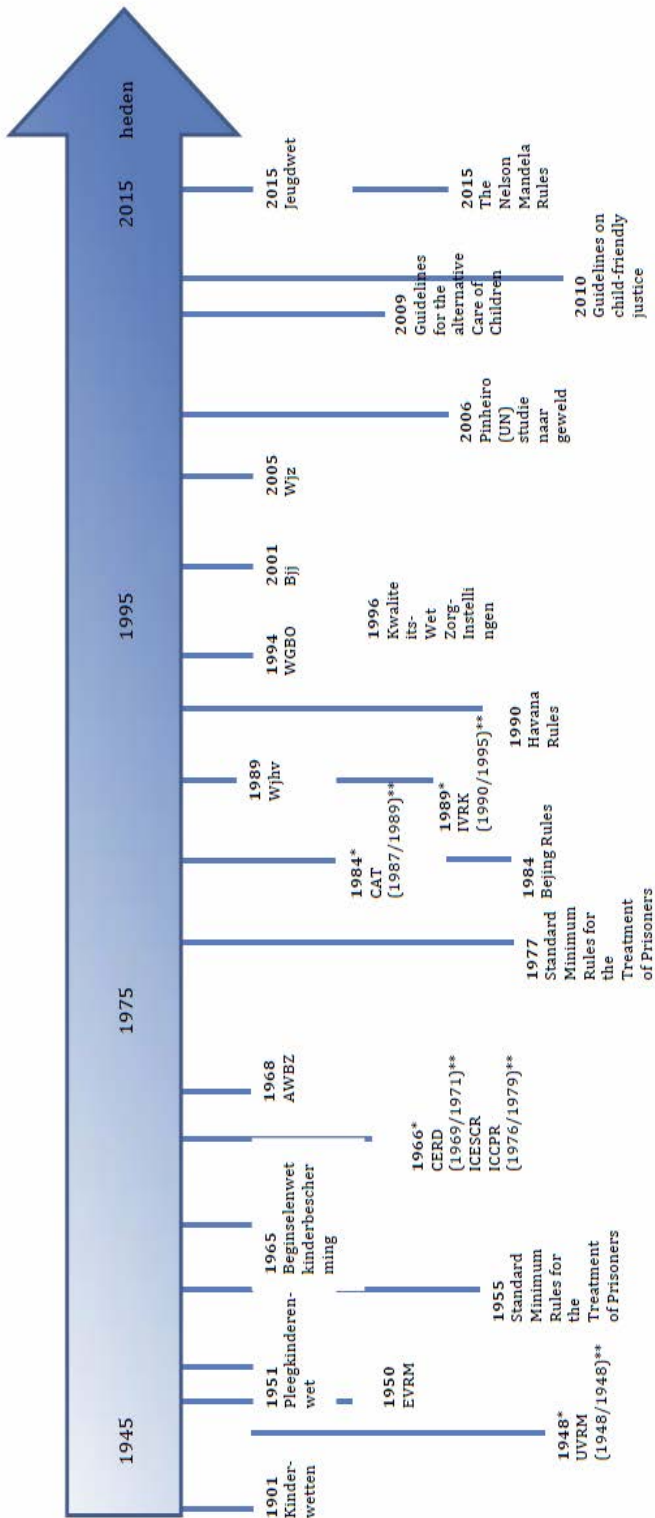 1945
1975
1995
2015
heden
1901
Kinder-
wetten
1948*
UVRM
(1948/1948)**
1951
Pleegkinderen-
wet
1950
EVRM
1955
Standard
Minimum
Rules for
the
Treatment
of Prisoners
1965
Beginselenwet
kinderbescher
ming
1966*
CERD
(1969/1971)**
ICESCR
ICCPR
(1976/1979)**
1968
AWBZ
1977
Standard
Minimum
Rules for
the
Treatment
of Prisoners
1984*
CAT
(1987/1989)**
1984
Bejing Rules
1989
Wjhv
1989*
IVRK
(1990/1995)**
1990
Havana
Rules
1994
WGBO
1996
Kwalite
its-
Wet
Zorg-
Instelli
ngen
2001
Bjj
2005
Wjz
2006
Pinheiro
(UN)
studie
naar
geweld
2009
Guidelines
for the
alternative
Care of
Children
2010
Guidelines on
child-friendly
justice
2015
Jeugdwet
2015
The
Nelson
Mandela
Rules